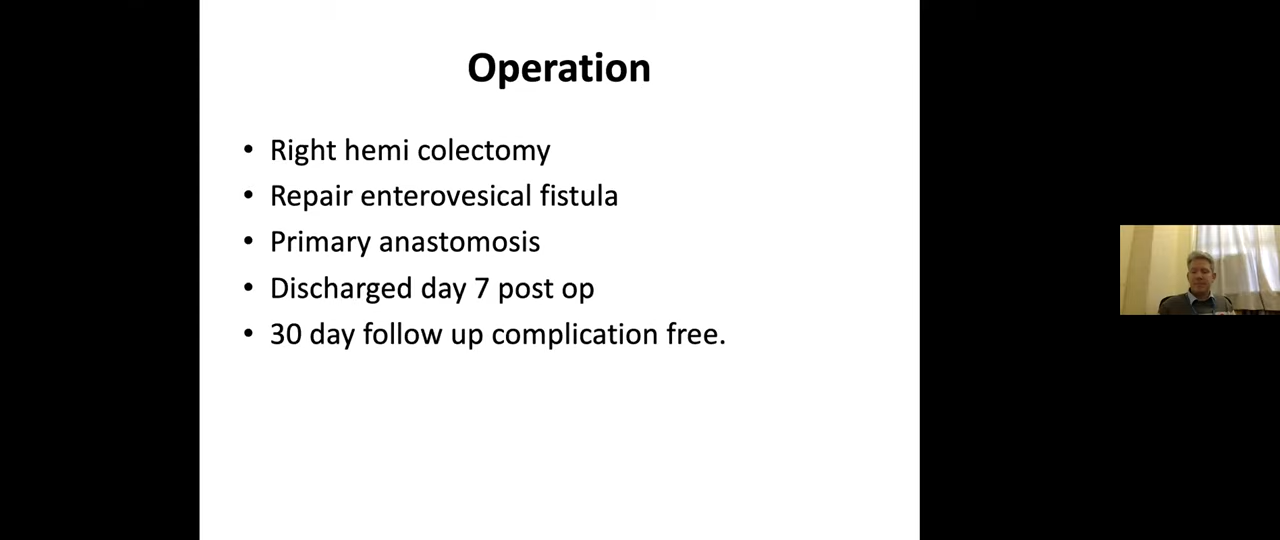 Operation
• Right hemi colectomy
• Repair enterovesical fistula
• Primary anastomosis
• Discharged day 7 post op
• 30 day follow up complication free.